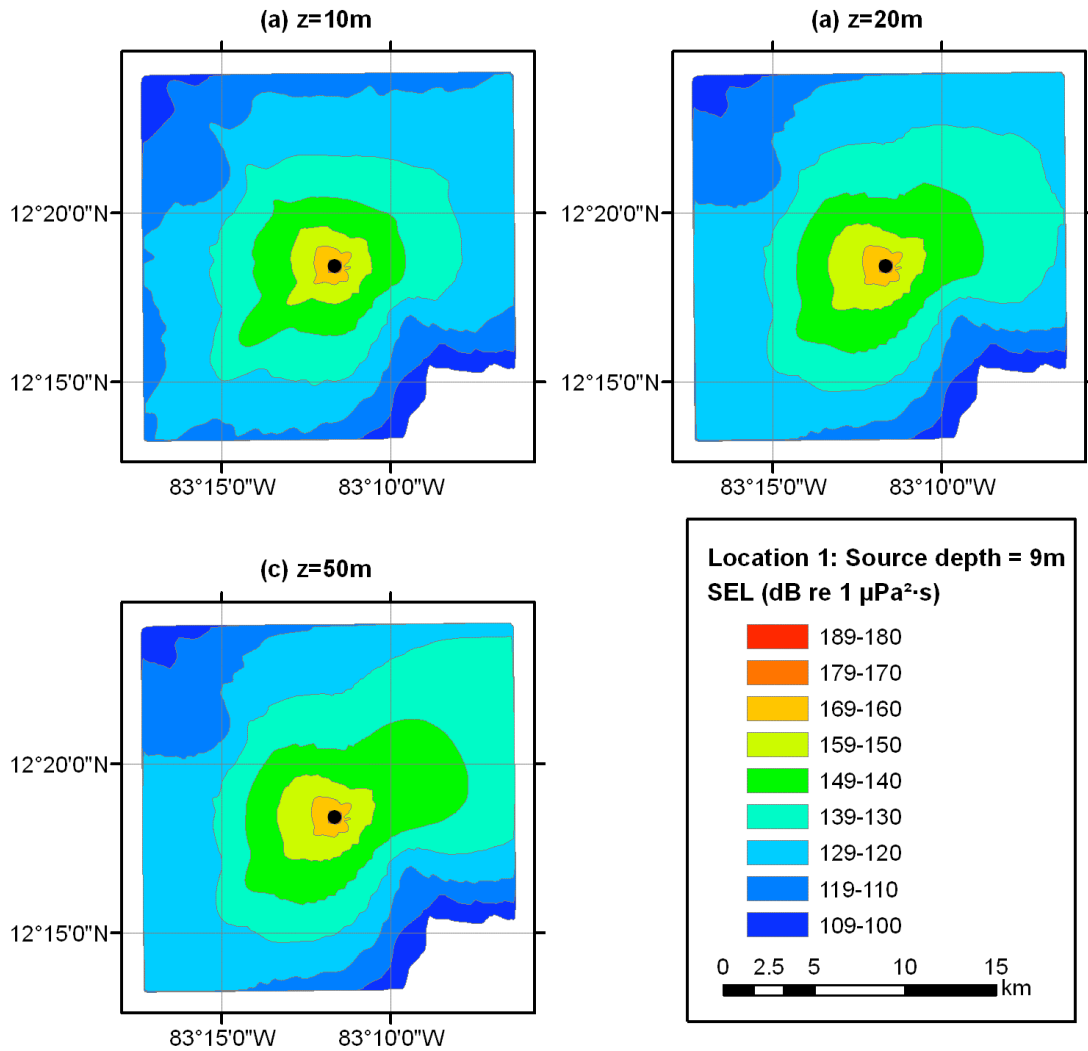 (a) z=10m
(a) z=20m
12°20'0"N
12°15'0"N
83°15'0"W 83°10'0"W
12°20'0"N
12°15'0"N
83°15'0"W 83°10'0"W
(c) z=50m
12°20'0"N
12°15'0"N
83°15'0"W 83°10'0"W
Location 1: Source depth = 9m
SEL (dB re 1 µPa²·s)
189-180
179-170
169-160
159-150
149-140
139-130
129-120
119-110
109-100
0 2.5 5 10 15
km